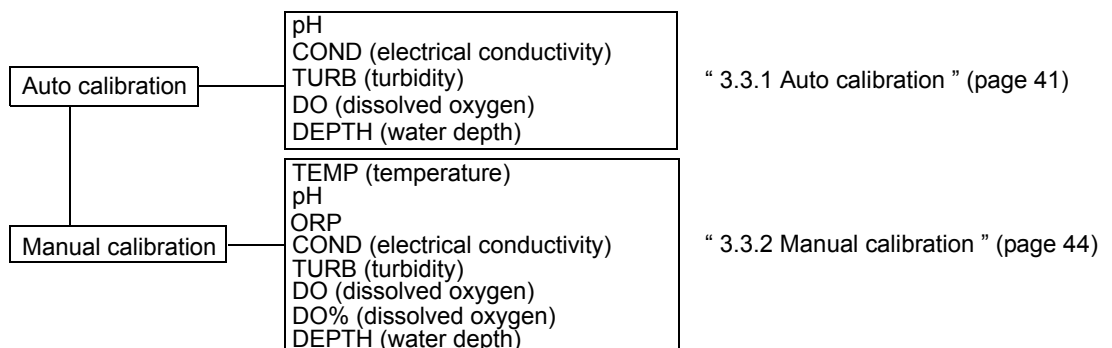 Auto calibration
pH
COND (electrical conductivity)
TURB (turbidity)
DO (dissolved oxygen)
DEPTH (water depth)
“ 3.3.1 Auto calibration ” (page 41)
Manual calibration
TEMP (temperature)
pH
ORP
COND (electrical conductivity)
TURB (turbidity)
DO (dissolved oxygen)
DO% (dissolved oxygen)
DEPTH (water depth)
“ 3.3.2 Manual calibration ” (page 44)